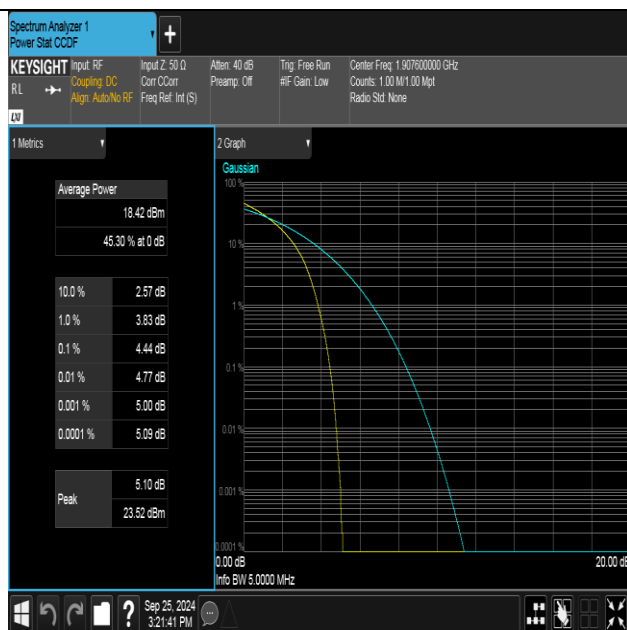 Spectrum Analyzer 1
Power Stat CCDF
+
KEYSIGHT
RL
LXI
Input: RF
Coupling: DC
Align: Auto/No RF
Input Z: 50 Ω
Corr CCorr
Freq Ref: Int (S)
Atten: 40 dB
Preamp: Off
Trig: Free Run
#IF Gain: Low
Center Freq: 1.907600000 GHz
Counts: 1.00 M/1.00 Mpt
Radio Std: None
1 Metrics
Average Power
18.42 dBm
45.30 % at 0 dB
10.0 % 2.57 dB
1.0 % 3.83 dB
0.1 % 4.44 dB
0.01 % 4.77 dB
0.001 % 5.00 dB
0.0001 % 5.09 dB
Peak
5.10 dB
23.52 dBm
2 Graph
Gaussian
100 %
10 %
1 %
0.1 %
0.01 %
0.001 %
0.0001 %
0.00 dB
20.00 dB
Info BW 5.0000 MHz
?
Sep 25, 2024
3:21:41 PM